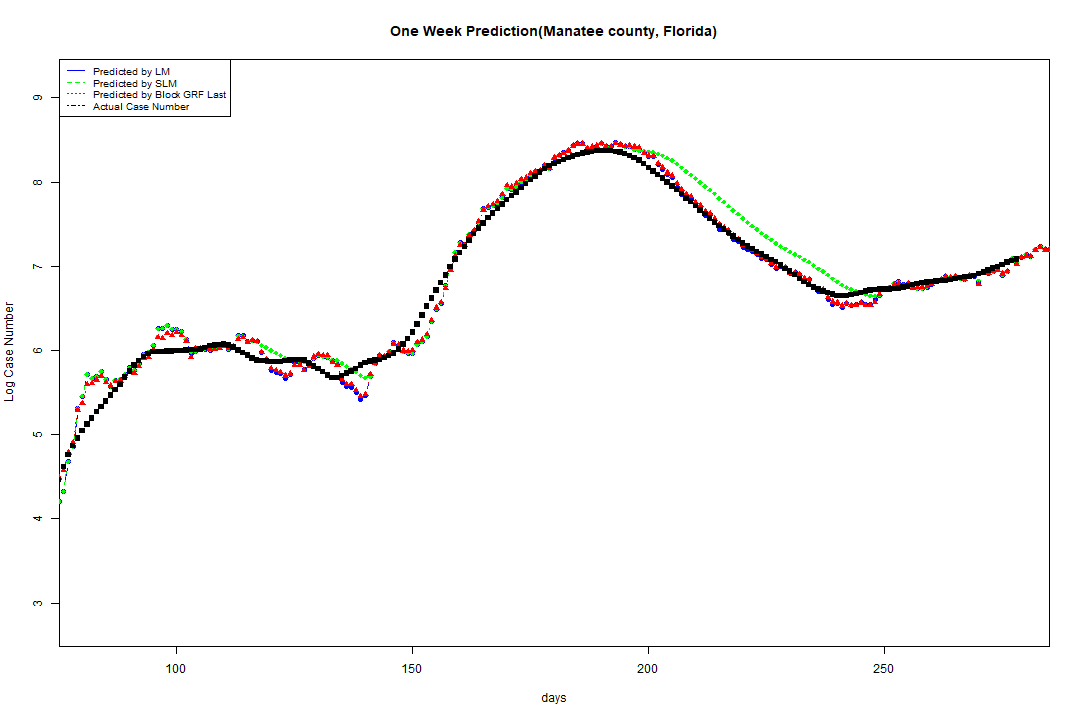 One Week Prediction(Manatee county, Florida)
Predicted by LM
Predicted by SLM
Predicted by Block GRF Last
Actual Case Number
9
8
7
6
5
4
3
Log Case Number
100 150 200 250
days